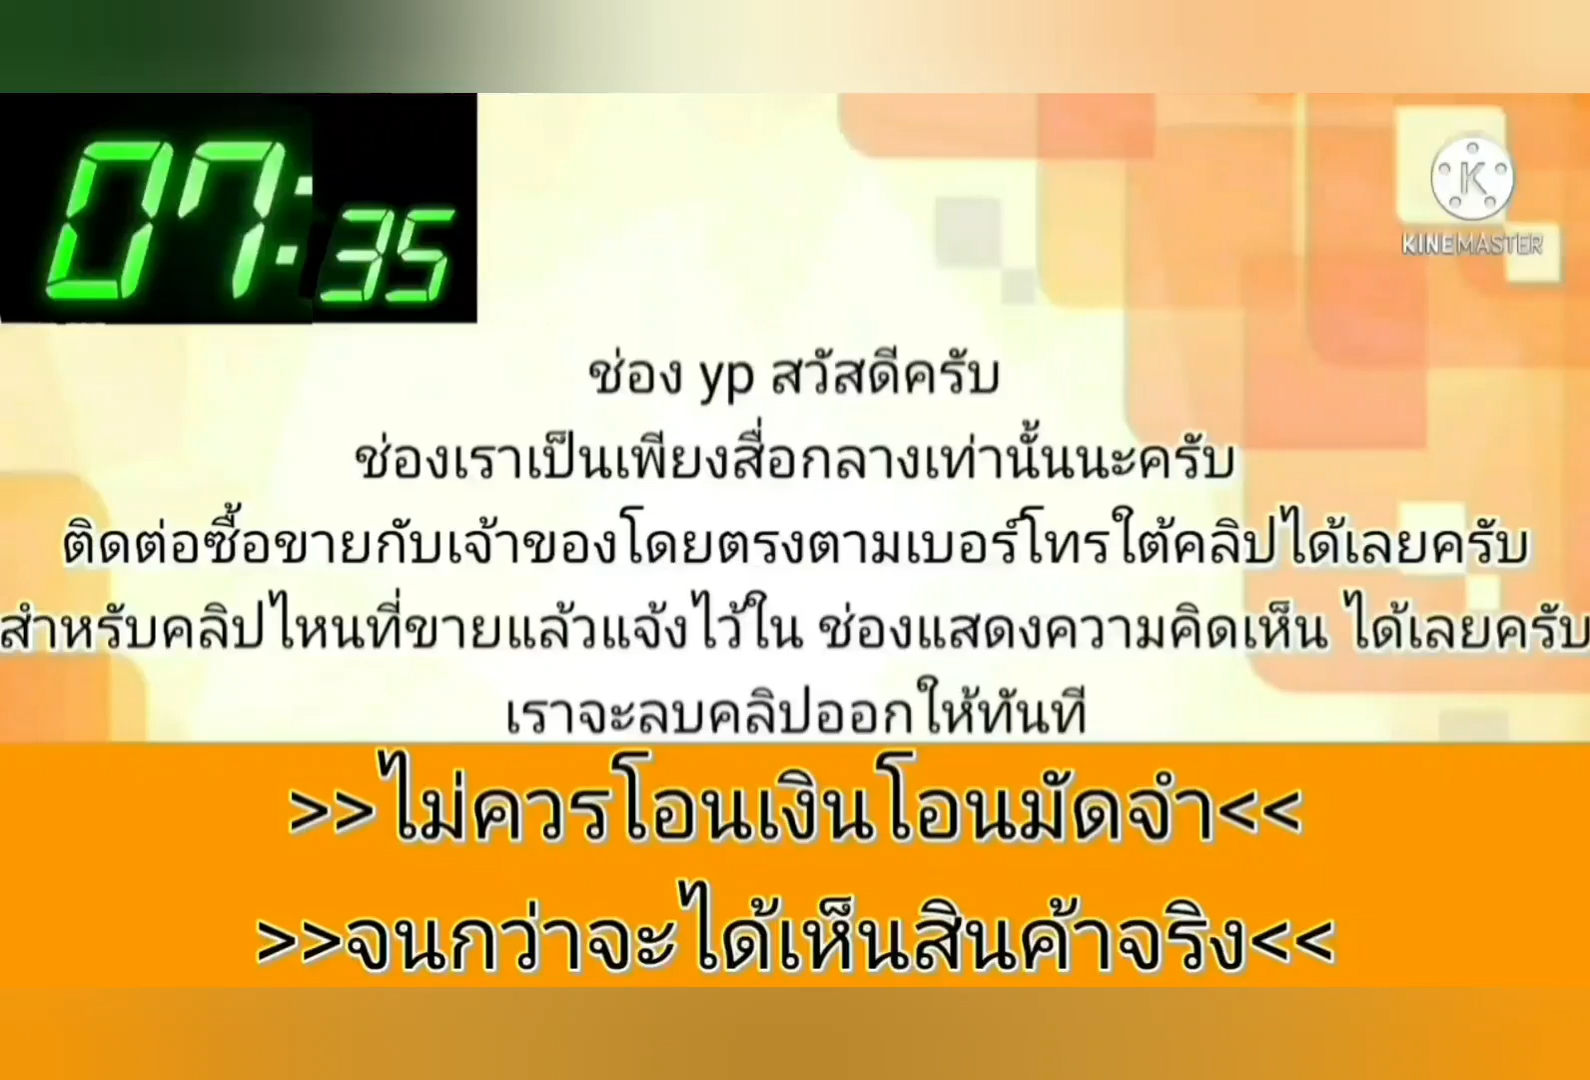 07:35
KINEMASTER
ช่อง yp สวัสดีครับ
ช่องเราเป็นเพียงสื่อกลางเท่านั้นนะครับ
ติดต่อซื้อขายกับเจ้าของโดยตรงตามเบอร์โทรใต้คลิปได้เลยครับ
สำหรับคลิปไหนที่ขายแล้วแจ้งไว้ใน ช่องแสดงความคิดเห็น ได้เลยครับ
เราจะลบคลิปออกให้ทันที
>>ไม่ควรโอนเงินโอนมัดจำ<<
>>จนกว่าจะได้เห็นสินค้าจริง<<